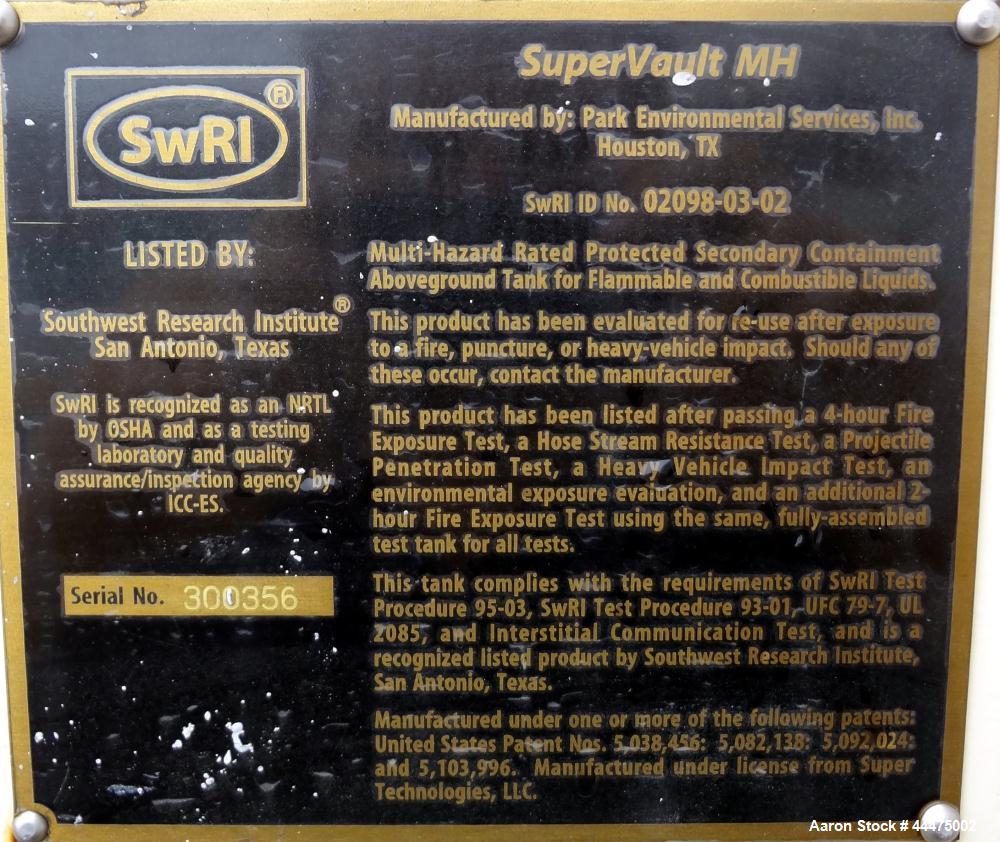 SwRI®
LISTED BY:
Southwest Research Institute®
San Antonio, Texas
SwRI is recognized as an NRTL
by OSHA and as a testing
laboratory and quality
assurance/inspection agency by
ICC-ES.
Serial No. 300356
SuperVault MH
Manufactured by: Park Environmental Services, Inc.
Houston, TX
SwRI ID No. 02098-03-02
Multi-Hazard Rated Protected Secondary Containment
Aboveground Tank for Flammable and Combustible Liquids.
This product has been evaluated for re-use after exposure
to a fire, puncture, or heavy-vehicle impact. Should any of
these occur, contact the manufacturer.
This product has been listed after passing a 4-hour Fire
Exposure Test, a Hose Stream Resistance Test, a Projectile
Penetration Test, a Heavy Vehicle Impact Test, an
environmental exposure evaluation, and an additional 2-
hour Fire Exposure Test using the same, fully-assembled
test tank for all tests.
This tank complies with the requirements of SwRI Test
Procedure 95-03, SwRI Test Procedure 93-01, UFC 79-7, UL
2085, and Interstitial Communication Test, and is a
recognized listed product by Southwest Research Institute,
San Antonio, Texas.
Manufactured under one or more of the following patents:
United States Patent Nos. 5,038,456; 5,082,138; 5,092,024;
and 5,103,996. Manufactured under license from Super
Technologies, LLC.
Aaron Stock # 44475002